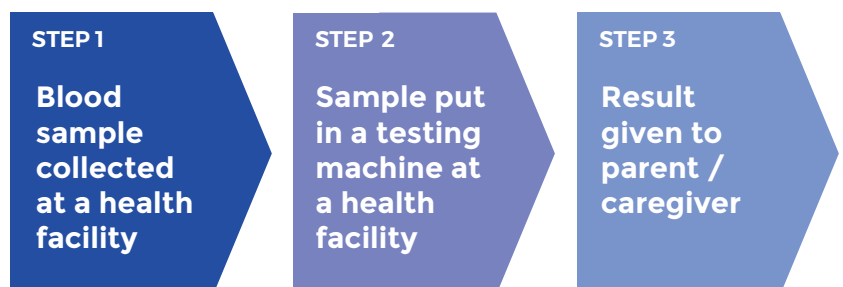 STEP 1
Blood
sample
collected
at a health
facility
STEP 2
Sample put
in a testing
machine at
a health
facility
STEP 3
Result
given to
parent /
caregiver